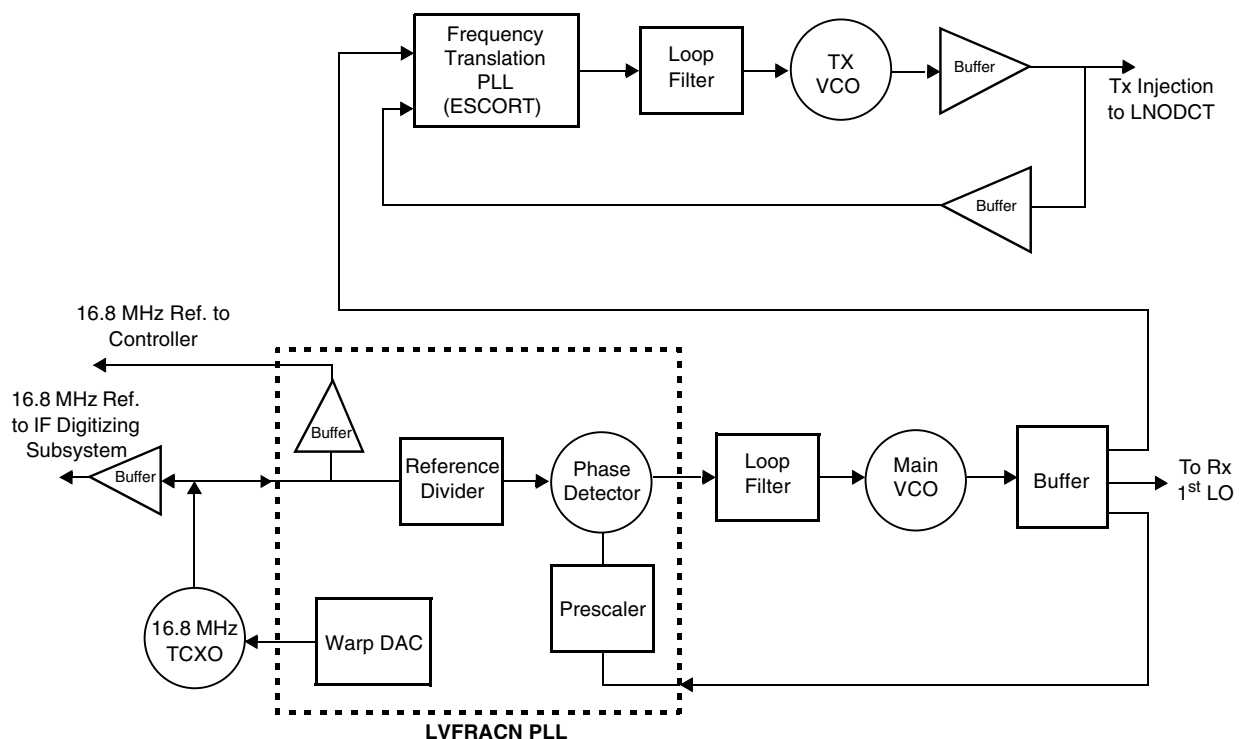 Frequency
Translation
PLL
(ESCORT)
Loop
Filter
TX
VCO
Buffer
Tx Injection
to LNODCT
Buffer
16.8 MHz Ref. to
Controller
16.8 MHz Ref.
to IF Digitizing
Subsystem
Buffer
Buffer
Reference
Divider
Phase
Detector
Loop
Filter
Main
VCO
Buffer
To Rx
1st LO
Prescaler
16.8 MHz
TCXO
Warp DAC
LVFRACN PLL